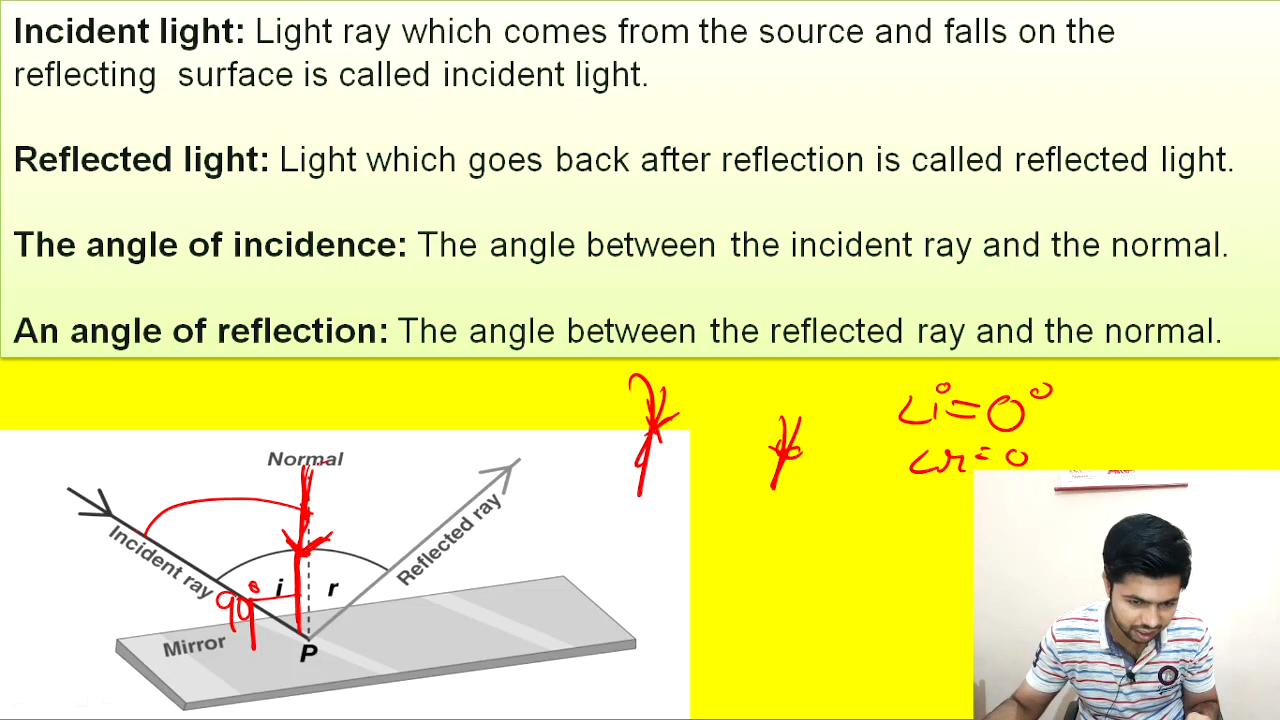 Incident light: Light ray which comes from the source and falls on the
reflecting surface is called incident light.
Reflected light: Light which goes back after reflection is called reflected light.
The angle of incidence: The angle between the incident ray and the normal.
An angle of reflection: The angle between the reflected ray and the normal.
∠i=0°
∠r=0
Normal
Incident ray
Reflected ray
i
r
90°
Mirror
P